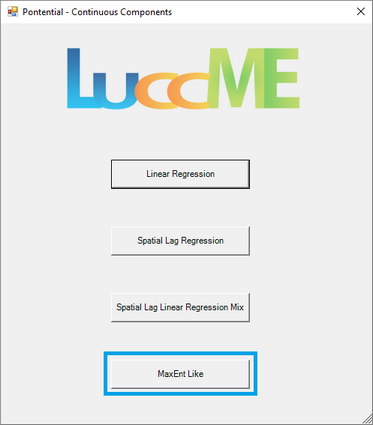 Pontential - Continuous Components
LuccME
Linear Regression
Spatial Lag Regression
Spatial Lag Linear Regression Mix
MaxEnt Like